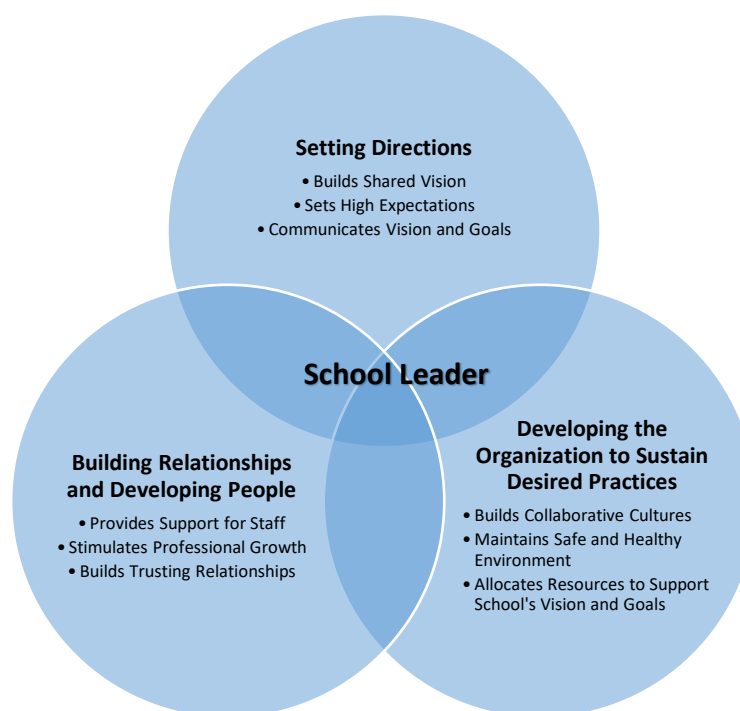 Setting Directions
• Builds Shared Vision
• Sets High Expectations
• Communicates Vision and Goals
School Leader
Building Relationships
and Developing People
• Provides Support for Staff
• Stimulates Professional Growth
• Builds Trusting Relationships
Developing the
Organization to Sustain
Desired Practices
• Builds Collaborative Cultures
• Maintains Safe and Healthy
Environment
• Allocates Resources to Support
School's Vision and Goals